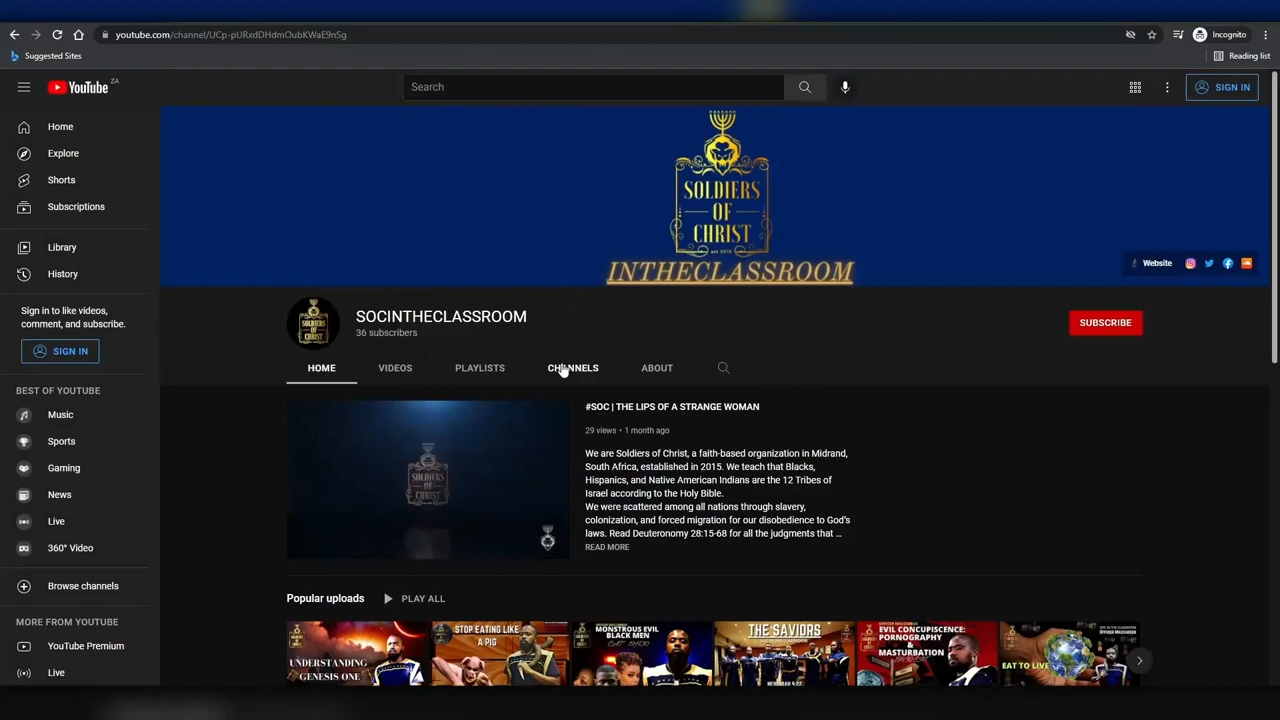 youtube.com/channel/UCp-pURxdDHdmOubKWaE9nSg
Incognito
Suggested Sites
Reading list
YouTube ZA
Search
SIGN IN
Home
Explore
Shorts
Subscriptions
Library
History
Sign in to like videos,
comment, and subscribe.
SIGN IN
BEST OF YOUTUBE
Music
Sports
Gaming
News
Live
360° Video
Browse channels
MORE FROM YOUTUBE
YouTube Premium
Live
SOLDIERS
OF
CHRIST
INTHECLASSROOM
Website
SOLDIERS
OF
CHRIST
SOCINTHECLASSROOM
36 subscribers
SUBSCRIBE
HOME
VIDEOS
PLAYLISTS
CHANNELS
ABOUT
SOLDIERS
OF
CHRIST
#SOC | THE LIPS OF A STRANGE WOMAN
29 views • 1 month ago
We are Soldiers of Christ, a faith-based organization in Midrand,
South Africa, established in 2015. We teach that Blacks,
Hispanics, and Native American Indians are the 12 Tribes of
Israel according to the Holy Bible.
We were scattered among all nations through slavery,
colonization, and forced migration for our disobedience to God's
laws. Read Deuteronomy 28:15-68 for all the judgments that ...
READ MORE
Popular uploads
PLAY ALL
UNDERSTANDING
GENESIS ONE
STOP EATING LIKE
A PIG
MONSTROUS EVIL
BLACK MEN
THE SAVIORS
EVIL CONCUPISCENCE:
PORNOGRAPHY
&
MASTURBATION
EAT TO LIVE